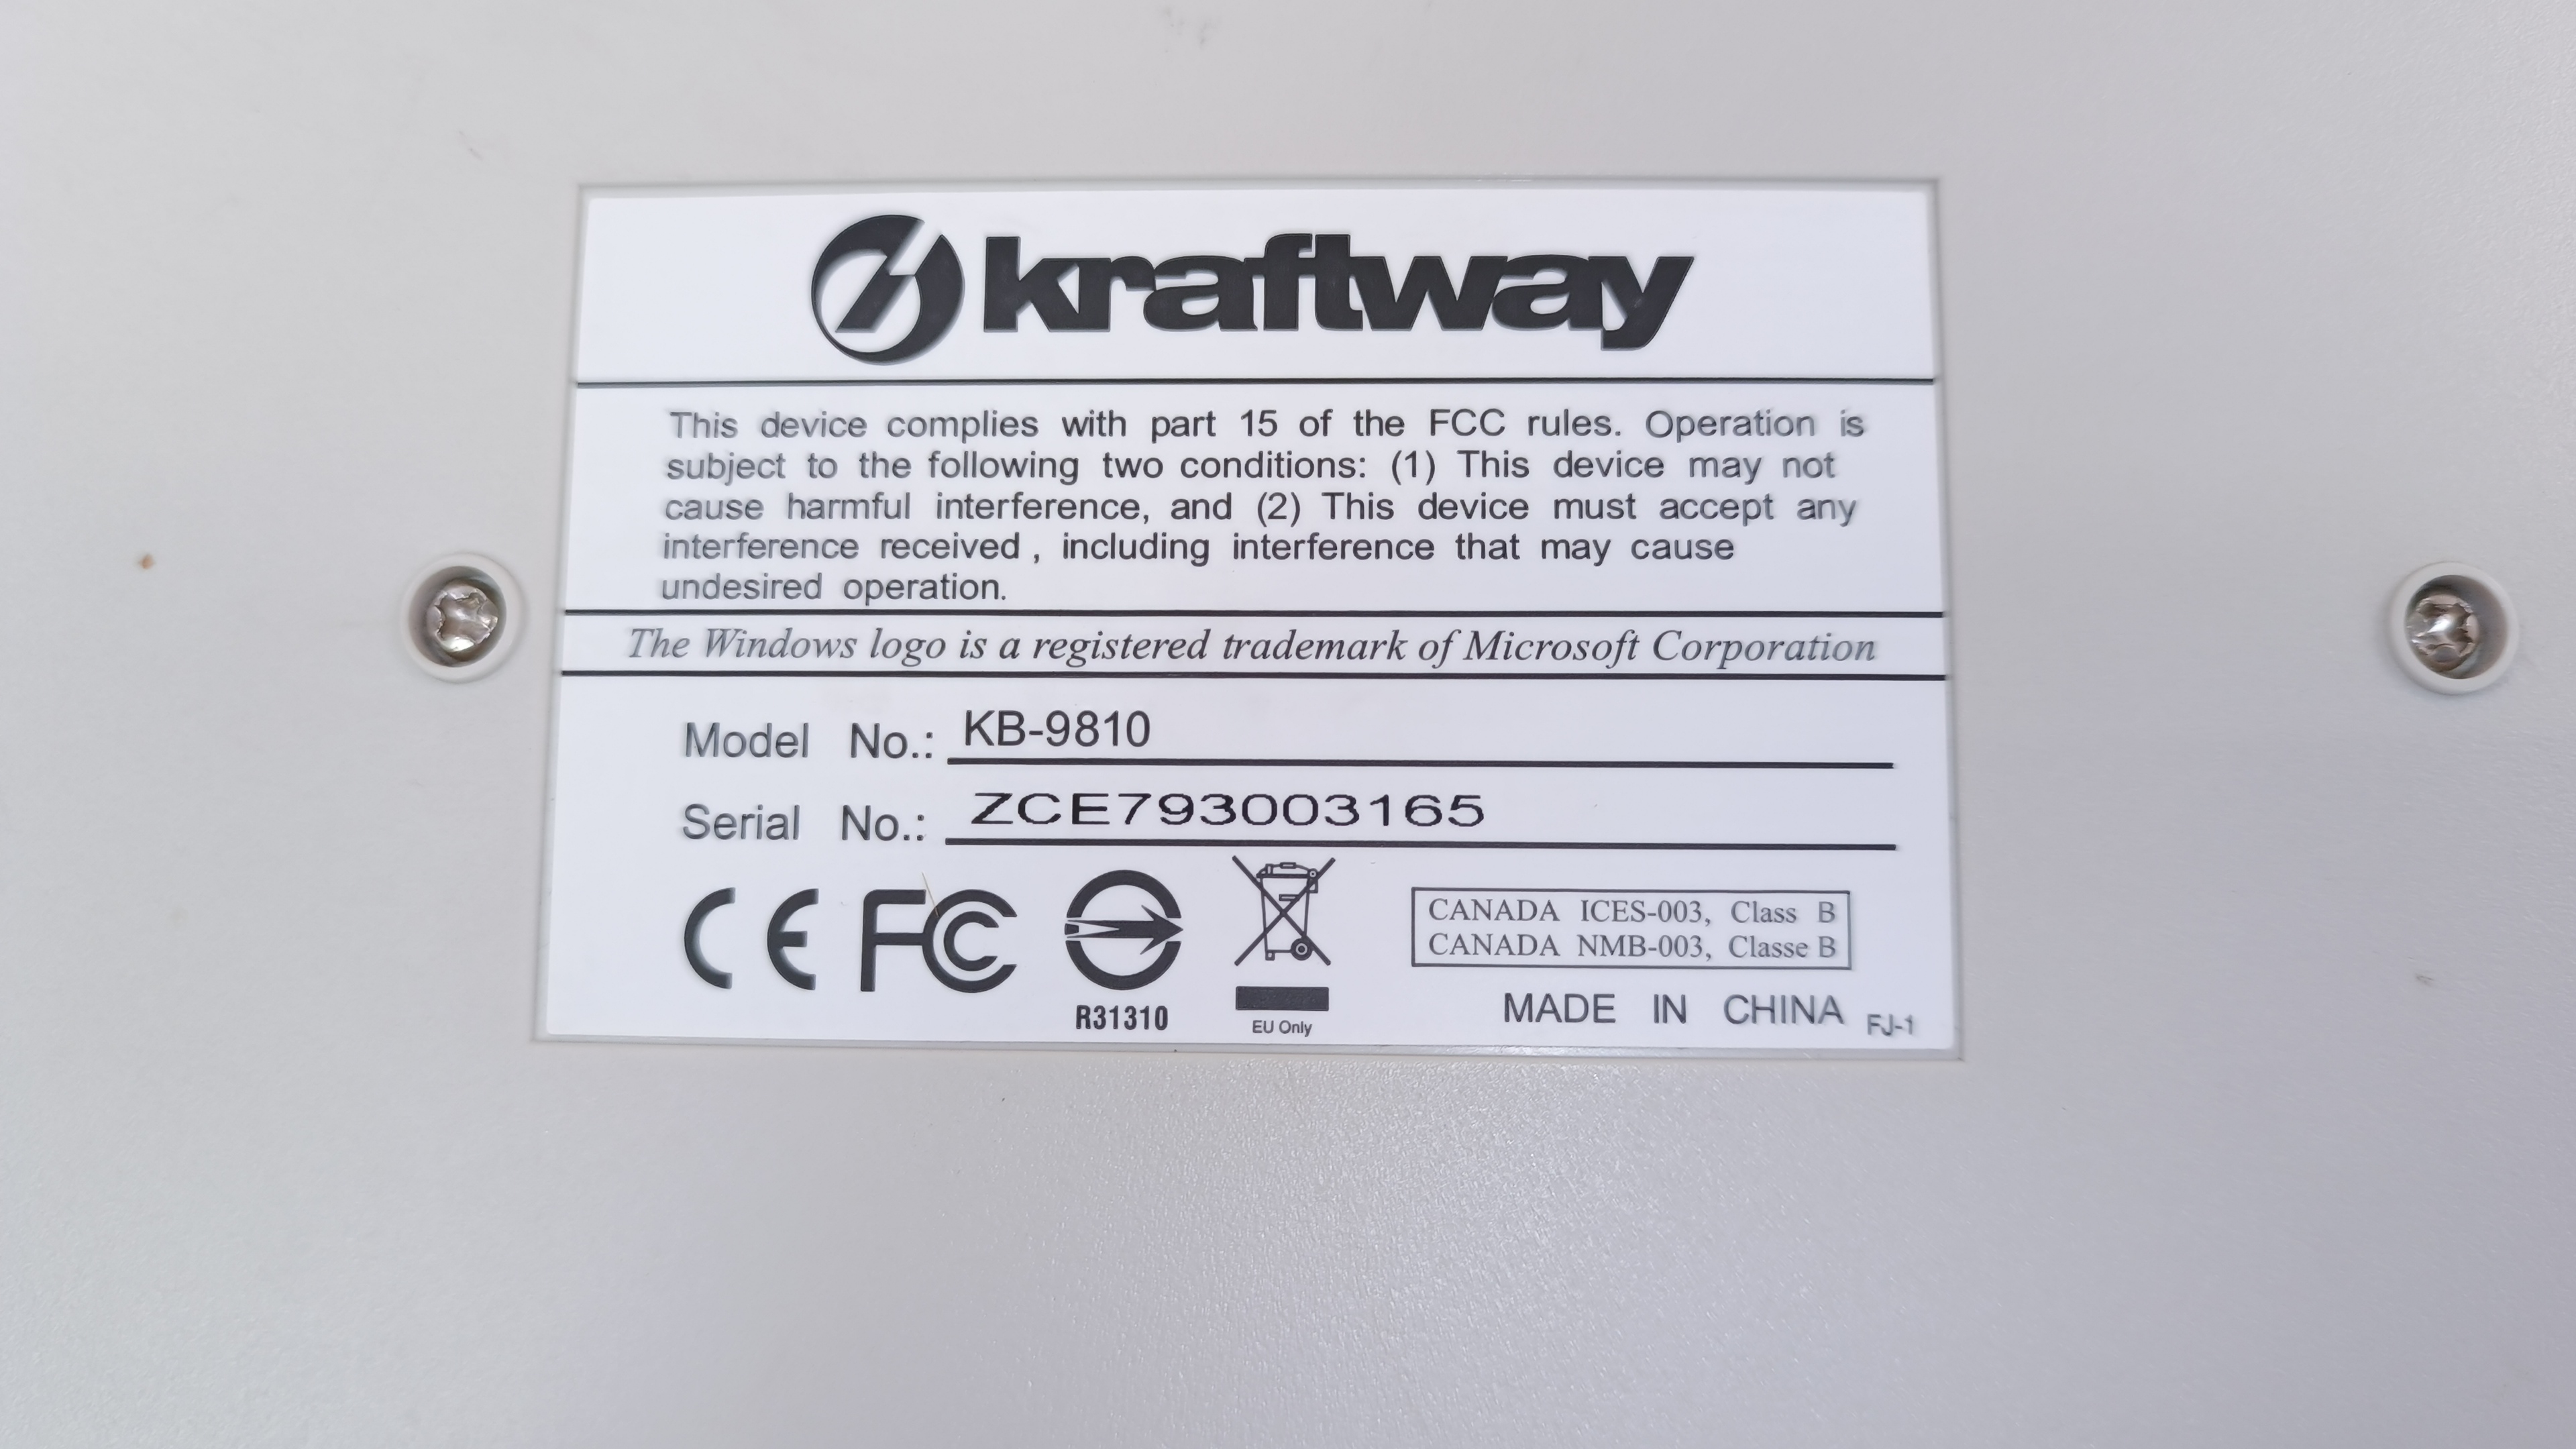 kraftway
This device complies with part 15 of the FCC rules. Operation is
subject to the following two conditions: (1) This device may not
cause harmful interference, and (2) This device must accept any
interference received , including interference that may cause
undesired operation.
The Windows logo is a registered trademark of Microsoft Corporation
Model No.: KB-9810
Serial No.: ZCE793003165
CE FC
R31310
EU Only
CANADA ICES-003, Class B
CANADA NMB-003, Classe B
MADE IN CHINA FJ-1